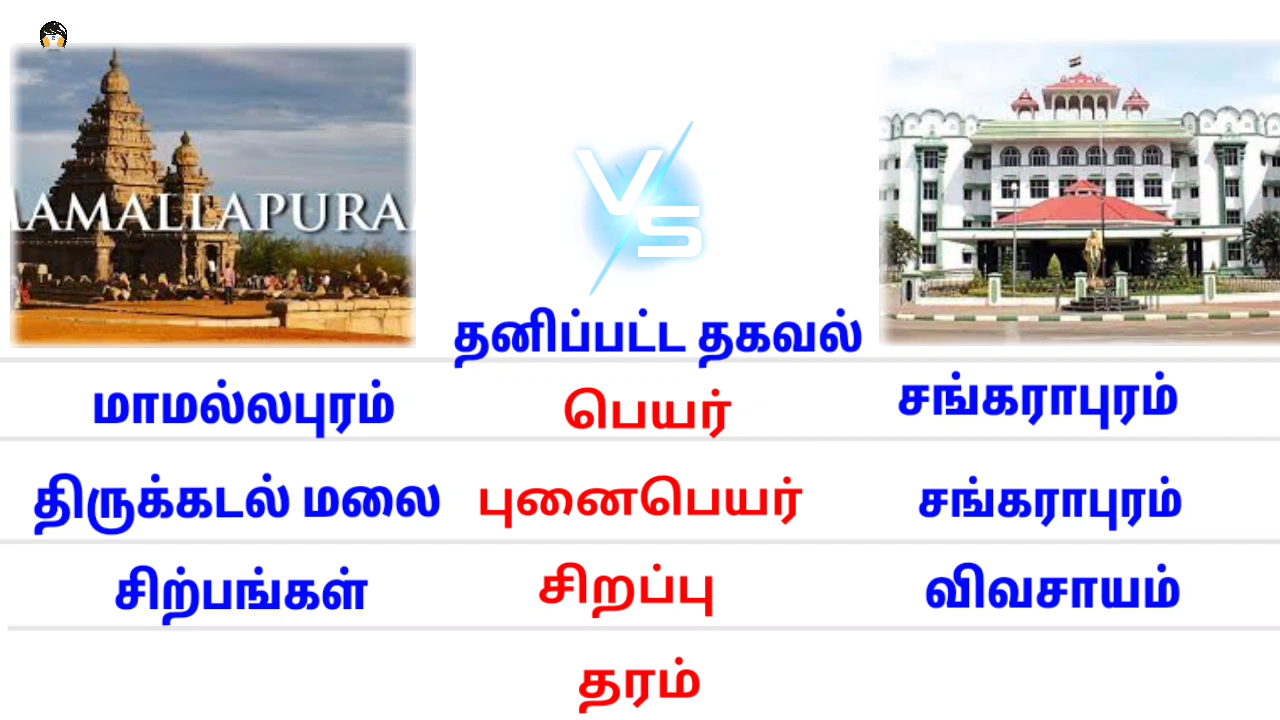 MAMALLAPURA
VS
தனிப்பட்ட தகவல்
மாமல்லபுரம் பெயர் சங்கராபுரம்
திருக்கடல் மலை புனைபெயர் சங்கராபுரம்
சிற்பங்கள் சிறப்பு விவசாயம்
தரம்